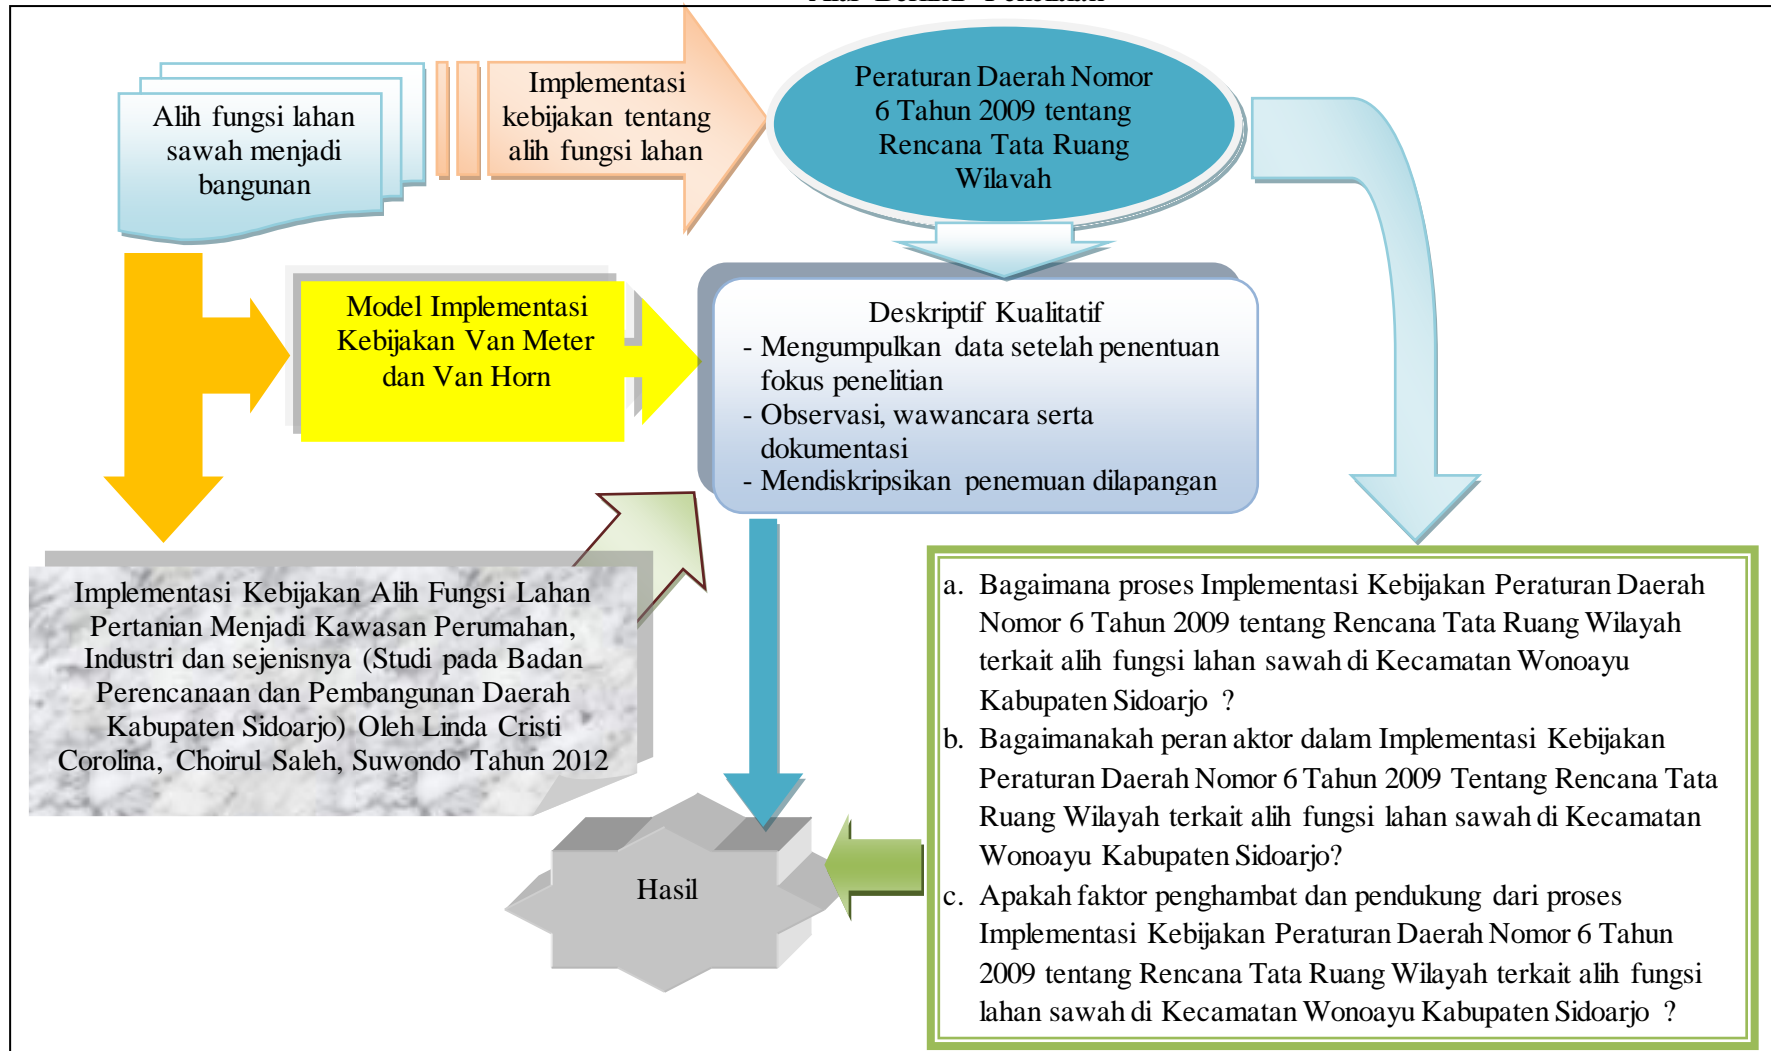 Alih fungsi lahan
sawah menjadi
bangunan
Implementasi
kebijakan tentang
alih fungsi lahan
Peraturan Daerah Nomor
6 Tahun 2009 tentang
Rencana Tata Ruang
Wilayah
Model Implementasi
Kebijakan Van Meter
dan Van Horn
Deskriptif Kualitatif
- Mengumpulkan data setelah penentuan
fokus penelitian
- Observasi, wawancara serta
dokumentasi
- Mendiskripsikan penemuan dilapangan
Implementasi Kebijakan Alih Fungsi Lahan
Pertanian Menjadi Kawasan Perumahan,
Industri dan sejenisnya (Studi pada Badan
Perencanaan dan Pembangunan Daerah
Kabupaten Sidoarjo) Oleh Linda Cristi
Corolina, Choirul Saleh, Suwondo Tahun 2012
a. Bagaimana proses Implementasi Kebijakan Peraturan Daerah
Nomor 6 Tahun 2009 tentang Rencana Tata Ruang Wilayah
terkait alih fungsi lahan sawah di Kecamatan Wonoayu
Kabupaten Sidoarjo ?
b. Bagaimanakah peran aktor dalam Implementasi Kebijakan
Peraturan Daerah Nomor 6 Tahun 2009 Tentang Rencana Tata
Ruang Wilayah terkait alih fungsi lahan sawah di Kecamatan
Wonoayu Kabupaten Sidoarjo?
c. Apakah faktor penghambat dan pendukung dari proses
Implementasi Kebijakan Peraturan Daerah Nomor 6 Tahun
2009 tentang Rencana Tata Ruang Wilayah terkait alih fungsi
lahan sawah di Kecamatan Wonoayu Kabupaten Sidoarjo ?
Hasil